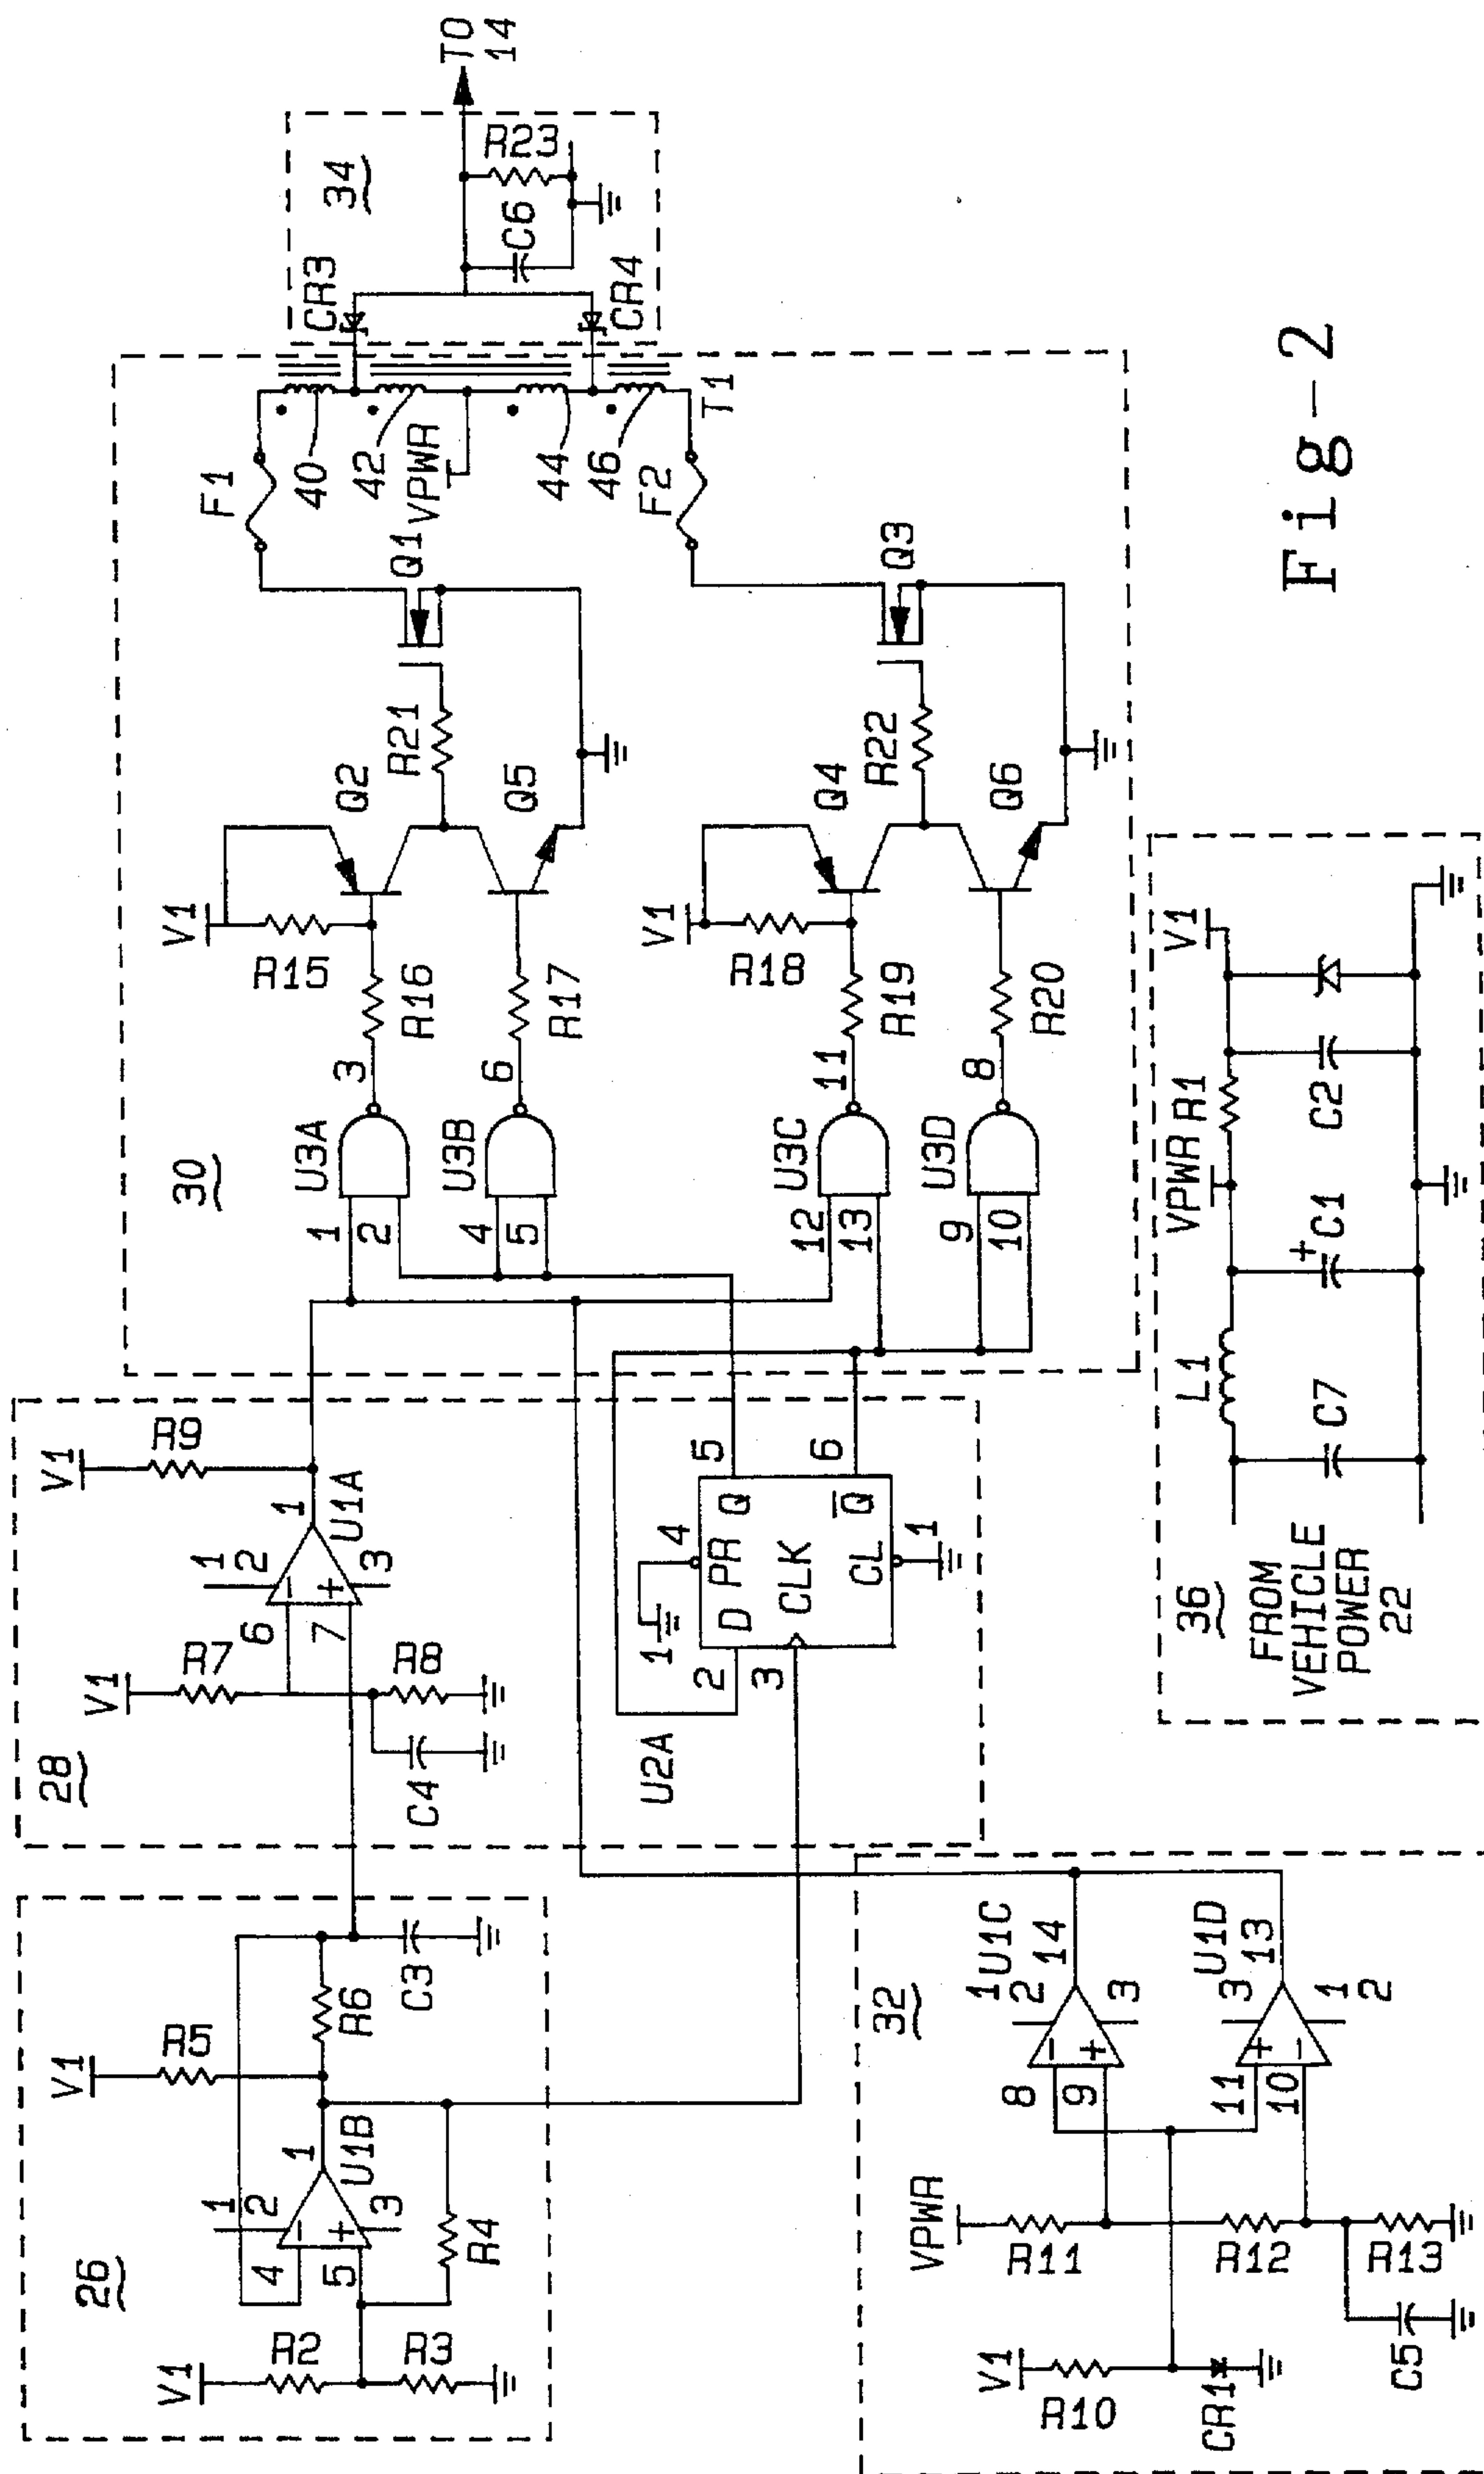 26
V1
R2
R3
4
5
1
2
3
1
U1B
R4
V1
R5
R6
C3
28
V1
R7
R8
C4
6
7
1
2
3
1
U1A
V1
R9
U2A
2
3
D
PR
CLK
CL
Q
Q
1
4
5
6
1
30
1
2
U3A
3
4
5
U3B
6
12
13
U3C
11
9
10
U3D
8
V1
R15
R16
R17
Q2
Q5
R21
Q1
V1
R18
R19
R20
Q4
Q6
R22
Q3
F1
F2
40
42
VPWR
44
46
T1
34
CR3
CR4
C6
R23
TO
14
32
V1
R10
CR1
VPWR
R11
R12
R13
C5
8
9
1
2
3
U1C
14
11
10
3
1
2
U1D
13
36
FROM
VEHICLE
POWER
22
C7
L1
+
C1
VPWR
R1
C2
V1
Fig-2